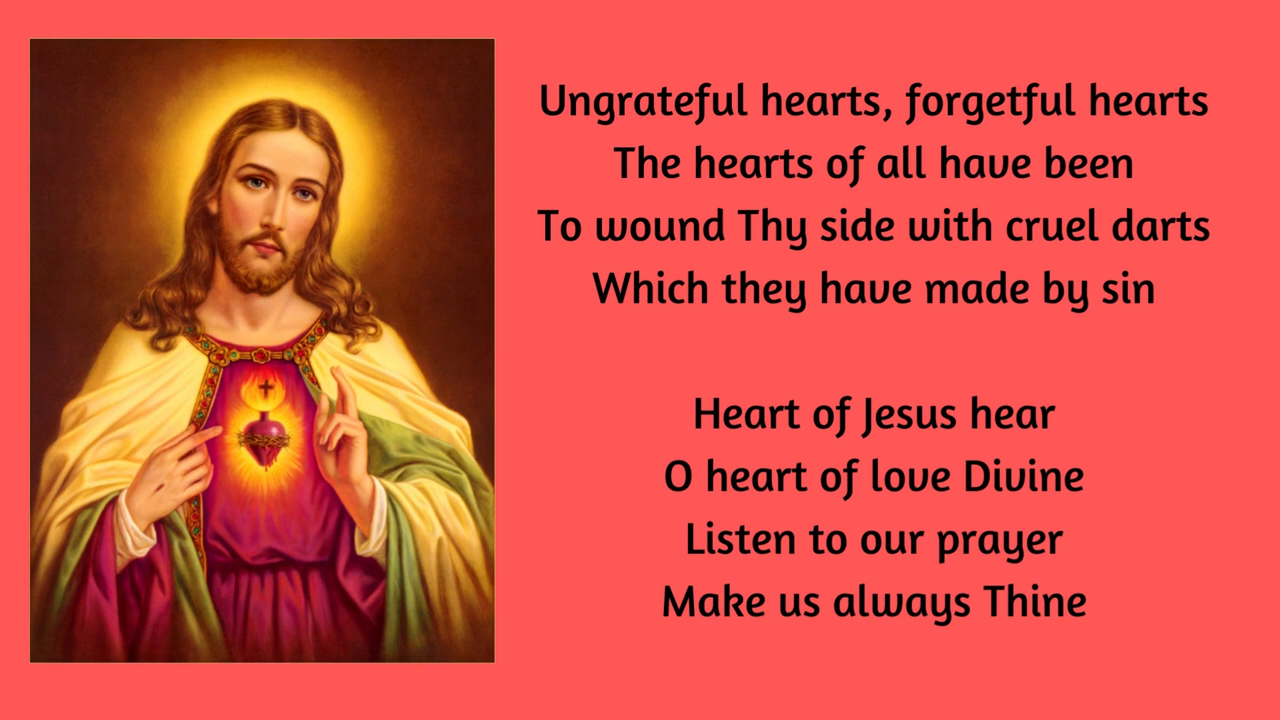 Ungrateful hearts, forgetful hearts
The hearts of all have been
To wound Thy side with cruel darts
Which they have made by sin
Heart of Jesus hear
O heart of love Divine
Listen to our prayer
Make us always Thine